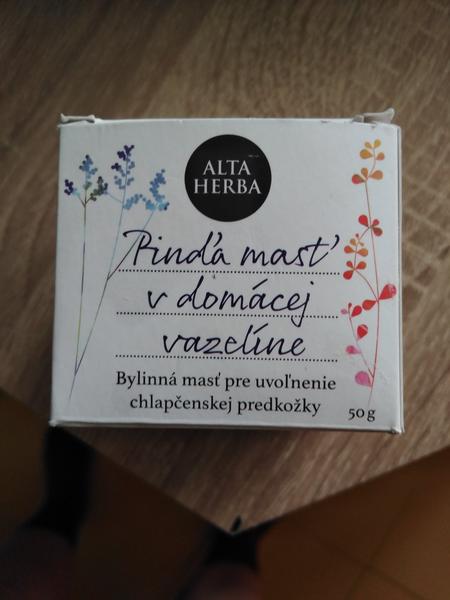 ALTA
HERBA
Pinďa masť
v domácej
vazelíne
Bylinná masť pre uvoľnenie
chlapčenskej predkožky
50 g